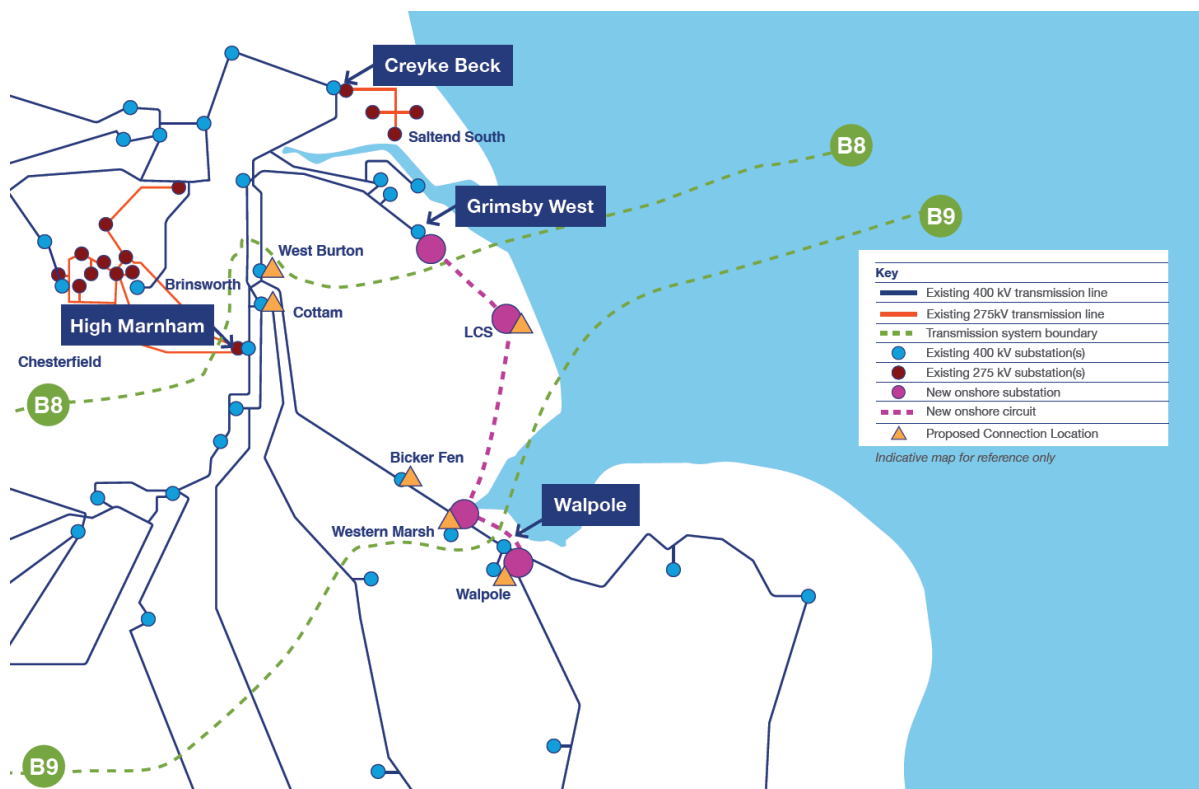 Creyke Beck
Saltend South
B8
Grimsby West
B9
West Burton
Brinsworth
Cottam
High Marnham
LCS
Chesterfield
B8
Key
Existing 400 kV transmission line
Existing 275kV transmission line
Transmission system boundary
Existing 400 kV substation(s)
Existing 275 kV substation(s)
New onshore substation
New onshore circuit
Proposed Connection Location
Indicative map for reference only
Bicker Fen
Walpole
Western Marsh
Walpole
B9